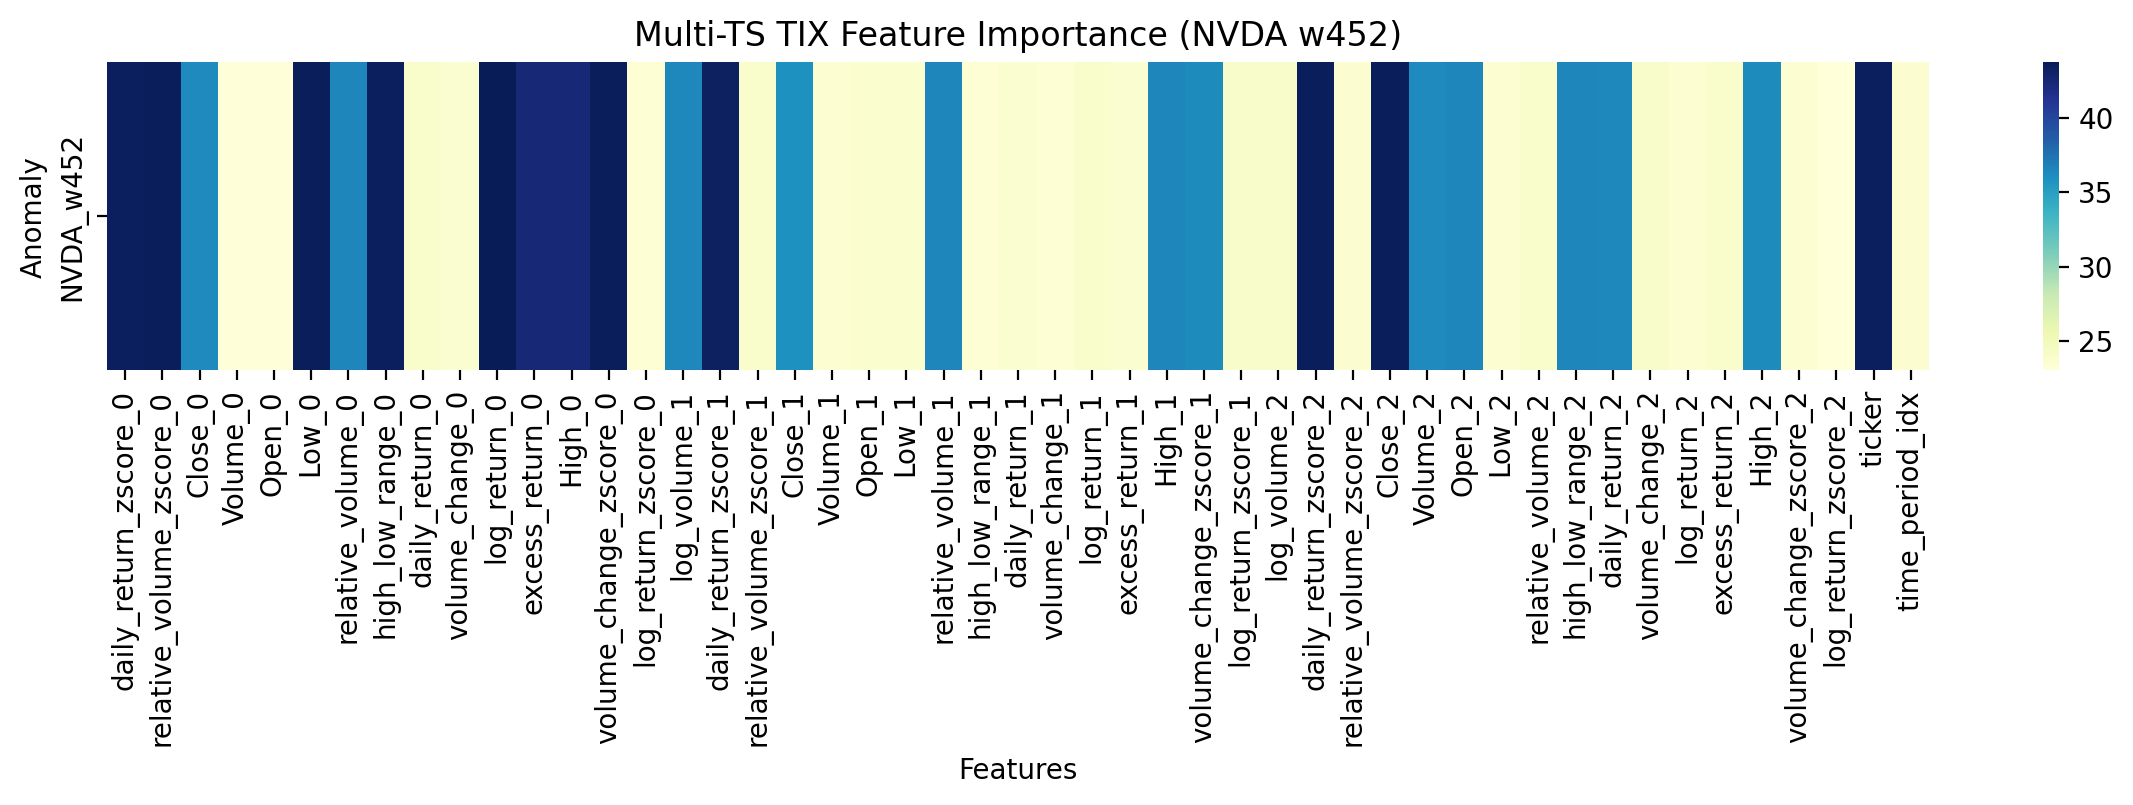 Multi-TS TIX Feature Importance (NVDA w452)
Anomaly
NVDA_w452
40
35
30
25
daily_return_zscore_0
relative_volume_zscore_0
Close_0
Volume_0
Open_0
Low_0
relative_volume_0
high_low_range_0
daily_return_0
volume_change_0
log_return_0
excess_return_0
High_0
volume_change_zscore_0
log_return_zscore_0
log_volume_1
daily_return_zscore_1
relative_volume_zscore_1
Close_1
Volume_1
Open_1
Low_1
relative_volume_1
high_low_range_1
daily_return_1
volume_change_1
log_return_1
excess_return_1
High_1
volume_change_zscore_1
log_return_zscore_1
log_volume_2
daily_return_zscore_2
relative_volume_zscore_2
Close_2
Volume_2
Open_2
Low_2
relative_volume_2
high_low_range_2
daily_return_2
volume_change_2
log_return_2
excess_return_2
High_2
volume_change_zscore_2
log_return_zscore_2
ticker
time_period_idx
Features